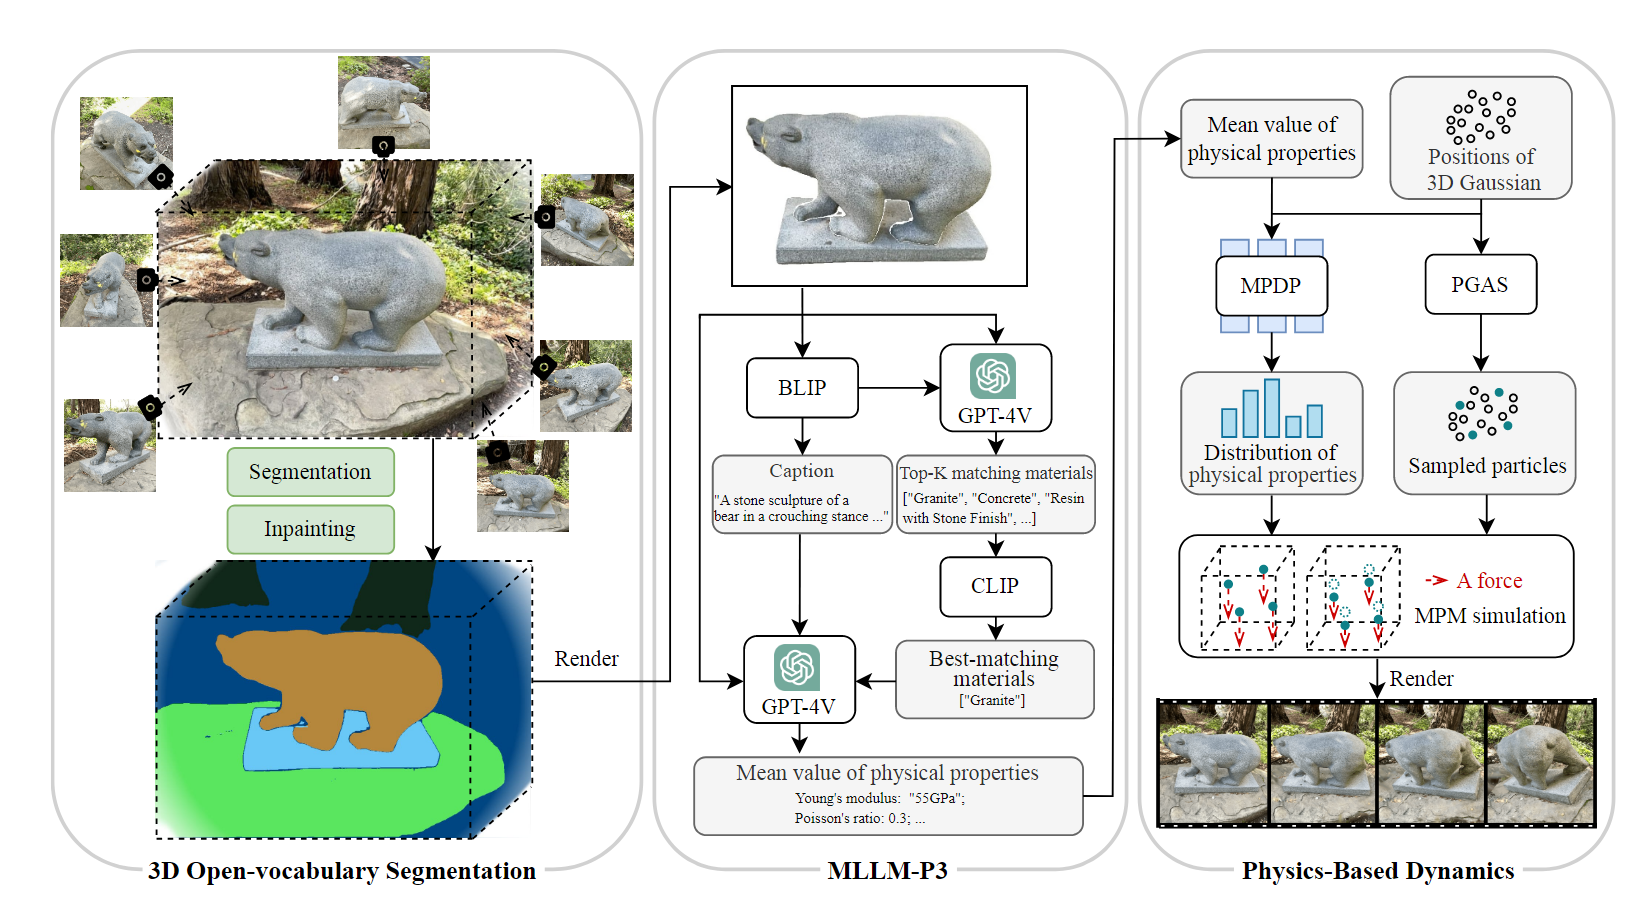 Segmentation
Inpainting
Render
3D Open-vocabulary Segmentation
BLIP
GPT-4V
Caption
"A stone sculpture of a
bear in a crouching stance ..."
Top-K matching materials
["Granite", "Concrete", "Resin
with Stone Finish", ...]
CLIP
Best-matching
materials
["Granite"]
GPT-4V
Mean value of physical properties
Young's modulus: "55GPa";
Poisson's ratio: 0.3; ...
MLLM-P3
Mean value of
physical properties
Positions of
3D Gaussian
MPDP
PGAS
Distribution of
physical properties
Sampled particles
A force
MPM simulation
Render
Physics-Based Dynamics